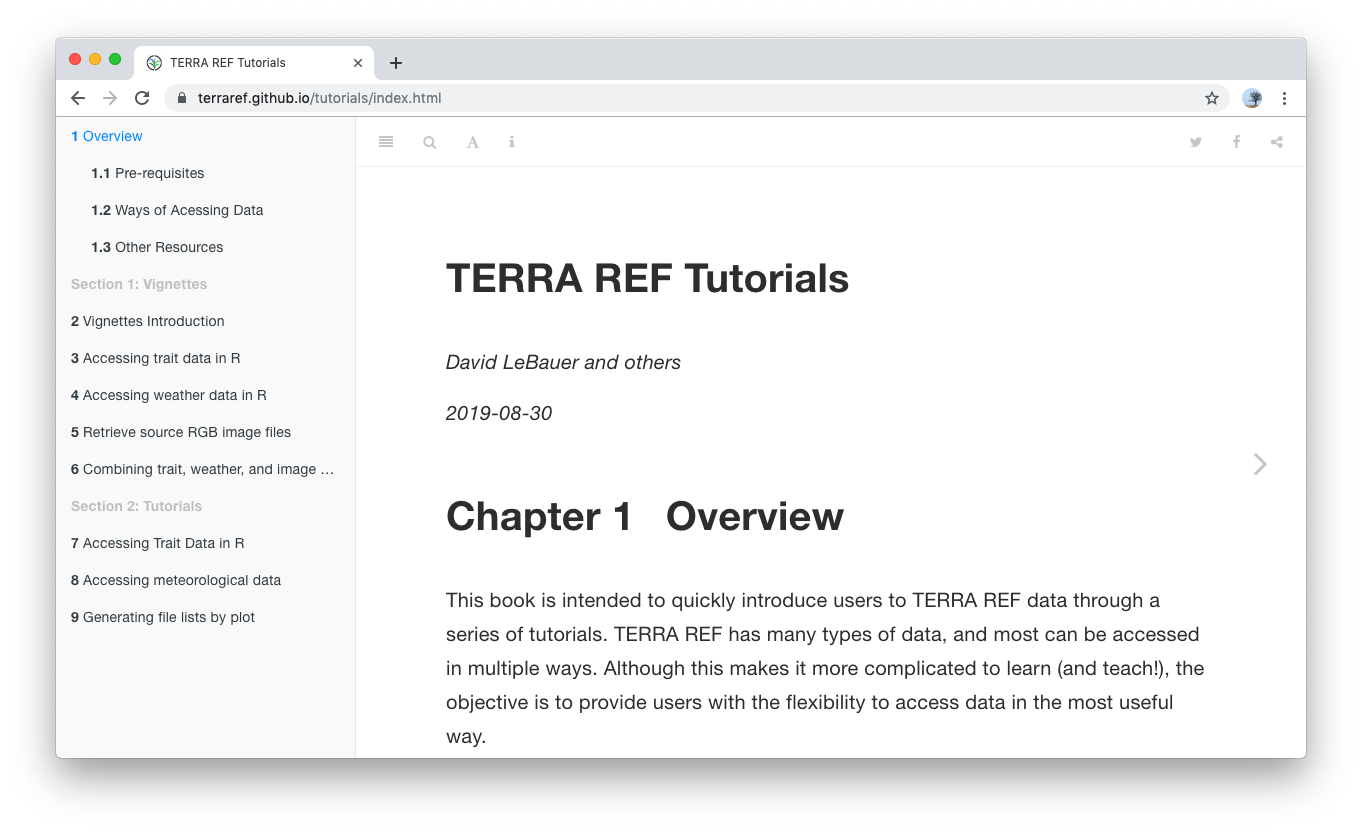 TERRA REF Tutorials
terraref.github.io/tutorials/index.html
1 Overview
1.1 Pre-requisites
1.2 Ways of Acessing Data
1.3 Other Resources
Section 1: Vignettes
2 Vignettes Introduction
3 Accessing trait data in R
4 Accessing weather data in R
5 Retrieve source RGB image files
6 Combining trait, weather, and image …
Section 2: Tutorials
7 Accessing Trait Data in R
8 Accessing meteorological data
9 Generating file lists by plot
A
TERRA REF Tutorials
David LeBauer and others
2019-08-30
Chapter 1 Overview
This book is intended to quickly introduce users to TERRA REF data through a
series of tutorials. TERRA REF has many types of data, and most can be accessed
in multiple ways. Although this makes it more complicated to learn (and teach!), the
objective is to provide users with the flexibility to access data in the most useful
way.